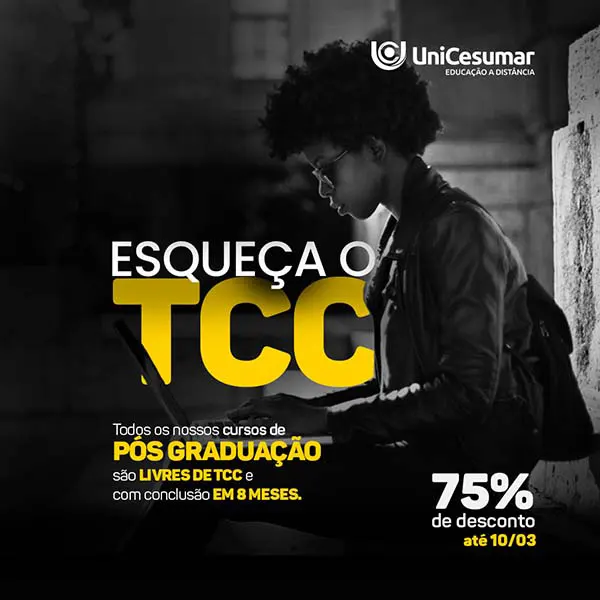 UniCesumar
EDUCAÇÃO A DISTÂNCIA
ESQUEÇA O
TCC
Todos os nossos cursos de
PÓS GRADUAÇÃO
são LIVRES DE TCC e
com conclusão EM 8 MESES.
75%
de desconto
até 10/03